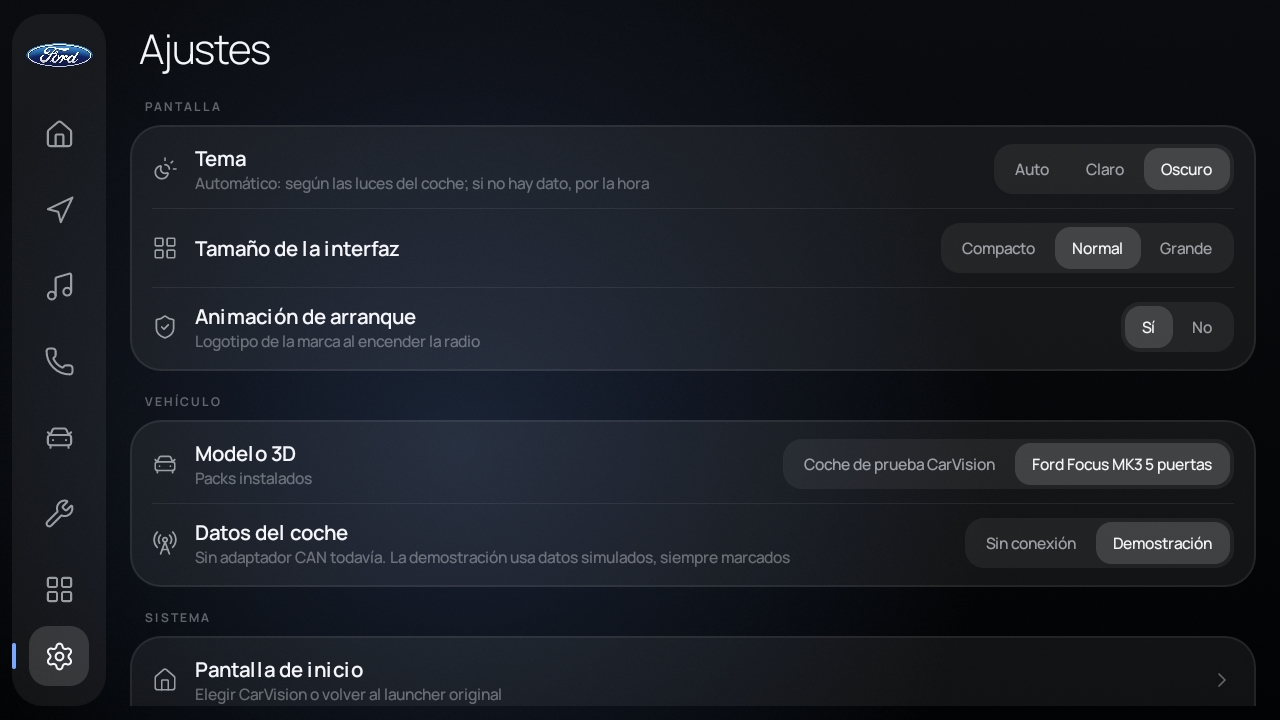 Ford
Ajustes
PANTALLA
Tema
Automático: según las luces del coche; si no hay dato, por la hora
Auto Claro Oscuro
Tamaño de la interfaz
Compacto Normal Grande
Animación de arranque
Logotipo de la marca al encender la radio
Sí No
VEHÍCULO
Modelo 3D
Packs instalados
Coche de prueba CarVision Ford Focus MK3 5 puertas
Datos del coche
Sin adaptador CAN todavía. La demostración usa datos simulados, siempre marcados
Sin conexión Demostración
SISTEMA
Pantalla de inicio
Elegir CarVision o volver al launcher original